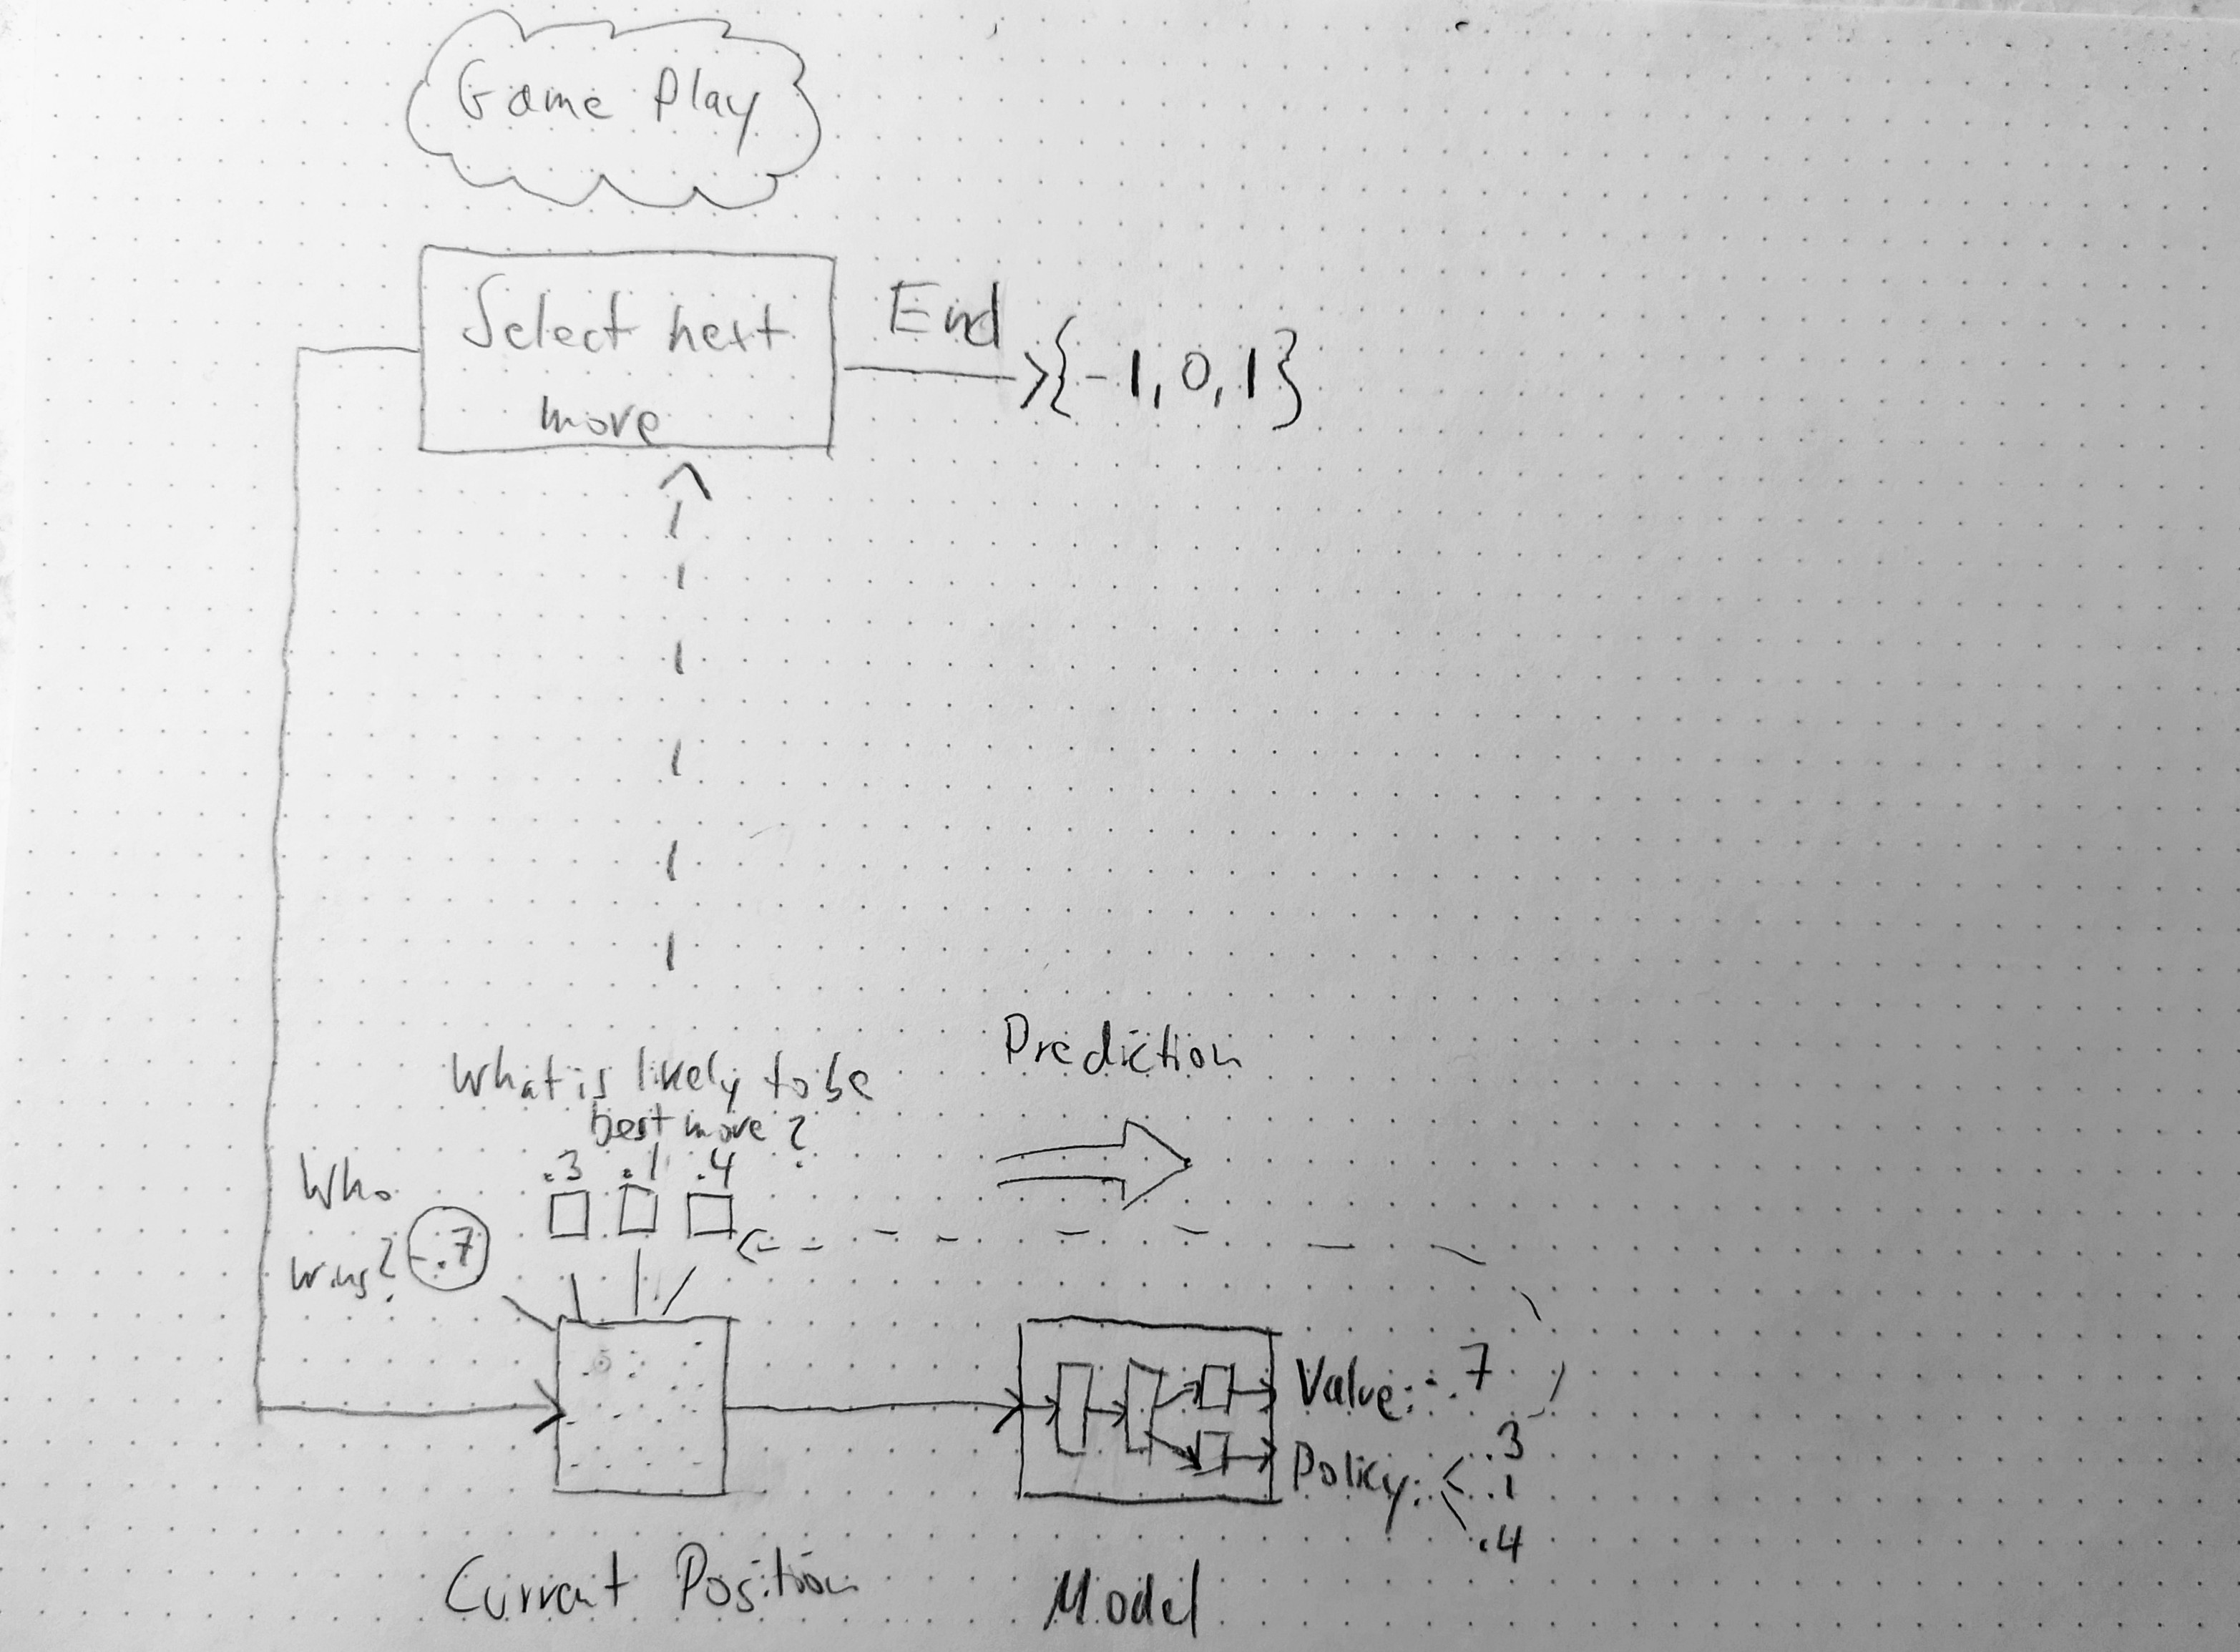 Game Play
Select next
move
End
{-1, 0, 1}
What is likely to be
best move?
Prediction
.3 .1 .4
Who
wins?
-.7
Value: -.7
Policy:
.3
.1
.4
Current Position
Model